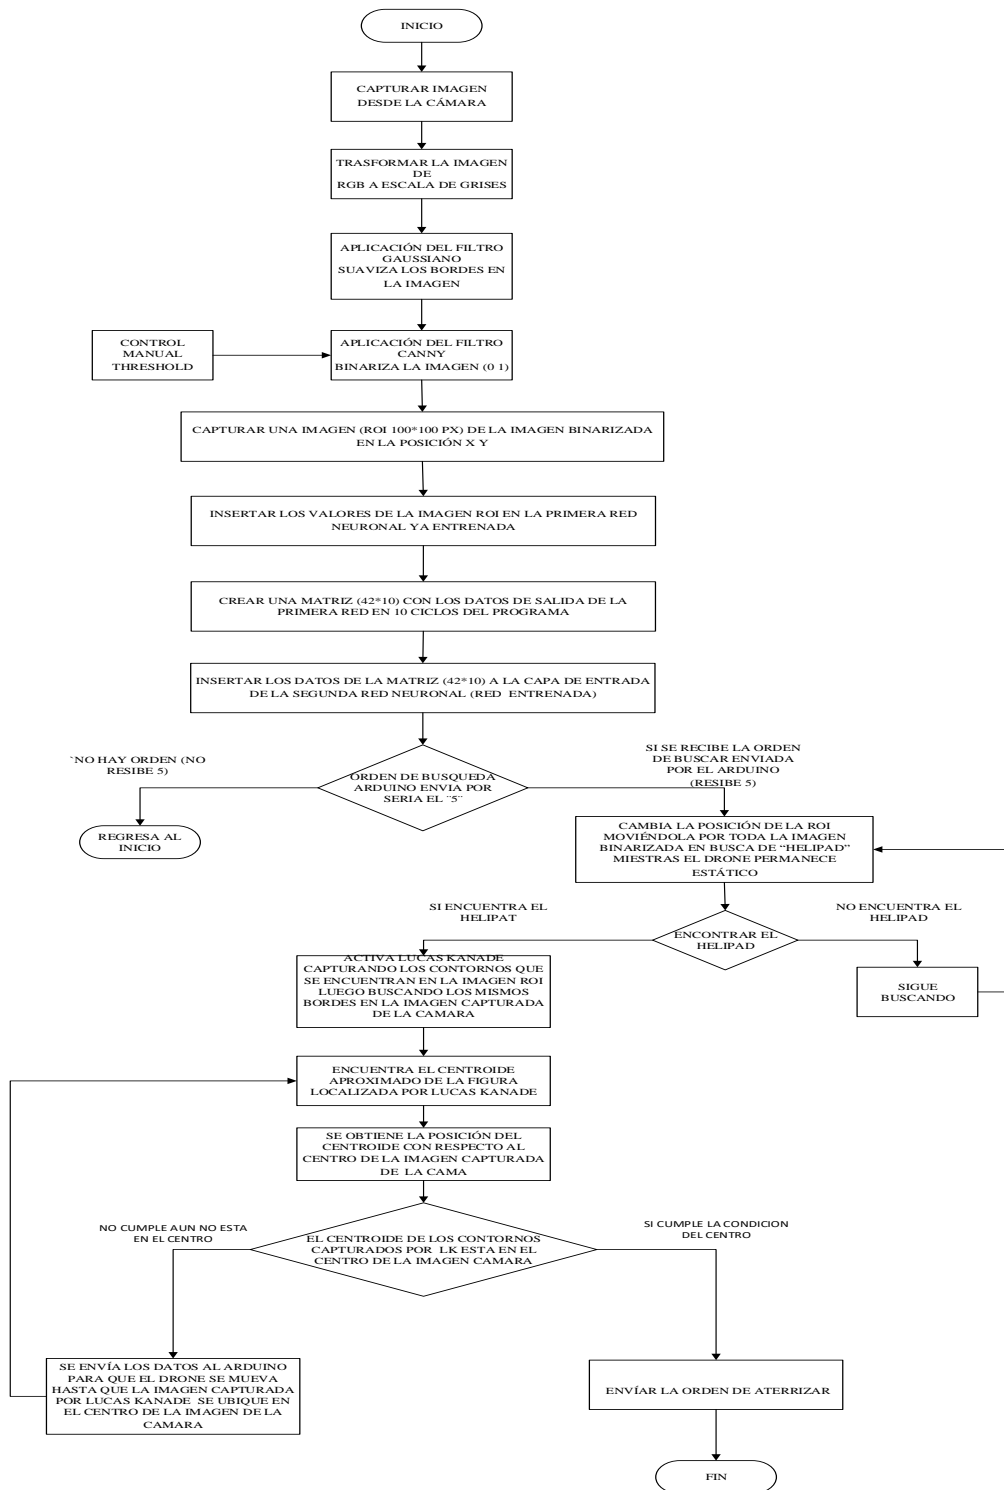 INICIO
CAPTURAR IMAGEN
DESDE LA CÁMARA
TRASFORMAR LA IMAGEN
DE
RGB A ESCALA DE GRISES
APLICACIÓN DEL FILTRO
GAUSSIANO
SUAVIZA LOS BORDES EN
LA IMAGEN
CONTROL
MANUAL
THRESHOLD
APLICACIÓN DEL FILTRO
CANNY
BINARIZA LA IMAGEN (0 1)
CAPTURAR UNA IMAGEN (ROI 100*100 PX) DE LA IMAGEN BINARIZADA
EN LA POSICIÓN X Y
INSERTAR LOS VALORES DE LA IMAGEN ROI EN LA PRIMERA RED
NEURONAL YA ENTRENADA
CREAR UNA MATRIZ (42*10) CON LOS DATOS DE SALIDA DE LA
PRIMERA RED EN 10 CICLOS DEL PROGRAMA
INSERTAR LOS DATOS DE LA MATRIZ (42*10) A LA CAPA DE ENTRADA
DE LA SEGUNDA RED NEURONAL (RED ENTRENADA)
`NO HAY ORDEN (NO
RESIBE 5)
ORDEN DE BUSQUEDA
ARDUINO ENVIA POR
SERIA EL ¨5¨
SI SE RECIBE LA ORDEN
DE BUSCAR ENVIADA
POR EL ARDUINO
(RESIBE 5)
REGRESA AL
INICIO
CAMBIA LA POSICIÓN DE LA ROI
MOVIÉNDOLA POR TODA LA IMAGEN
BINARIZADA EN BUSCA DE “HELIPAD”
MIESTRAS EL DRONE PERMANECE
ESTÁTICO
SI ENCUENTRA EL
HELIPAT
ENCONTRAR EL
HELIPAD
NO ENCUENTRA EL
HELIPAD
SIGUE
BUSCANDO
ACTIVA LUCAS KANADE
CAPTURANDO LOS CONTORNOS QUE
SE ENCUENTRAN EN LA IMAGEN ROI
LUEGO BUSCANDO LOS MISMOS
BORDES EN LA IMAGEN CAPTURADA
DE LA CAMARA
ENCUENTRA EL CENTROIDE
APROXIMADO DE LA FIGURA
LOCALIZADA POR LUCAS KANADE
SE OBTIENE LA POSICIÓN DEL
CENTROIDE CON RESPECTO AL
CENTRO DE LA IMAGEN CAPTURADA
DE LA CAMA
NO CUMPLE AUN NO ESTA
EN EL CENTRO
EL CENTROIDE DE LOS CONTORNOS
CAPTURADOS POR LK ESTA EN EL
CENTRO DE LA IMAGEN CAMARA
SI CUMPLE LA CONDICION
DEL CENTRO
SE ENVÍA LOS DATOS AL ARDUINO
PARA QUE EL DRONE SE MUEVA
HASTA QUE LA IMAGEN CAPTURADA
POR LUCAS KANADE SE UBIQUE EN
EL CENTRO DE LA IMAGEN DE LA
CAMARA
ENVÍAR LA ORDEN DE ATERRIZAR
FIN